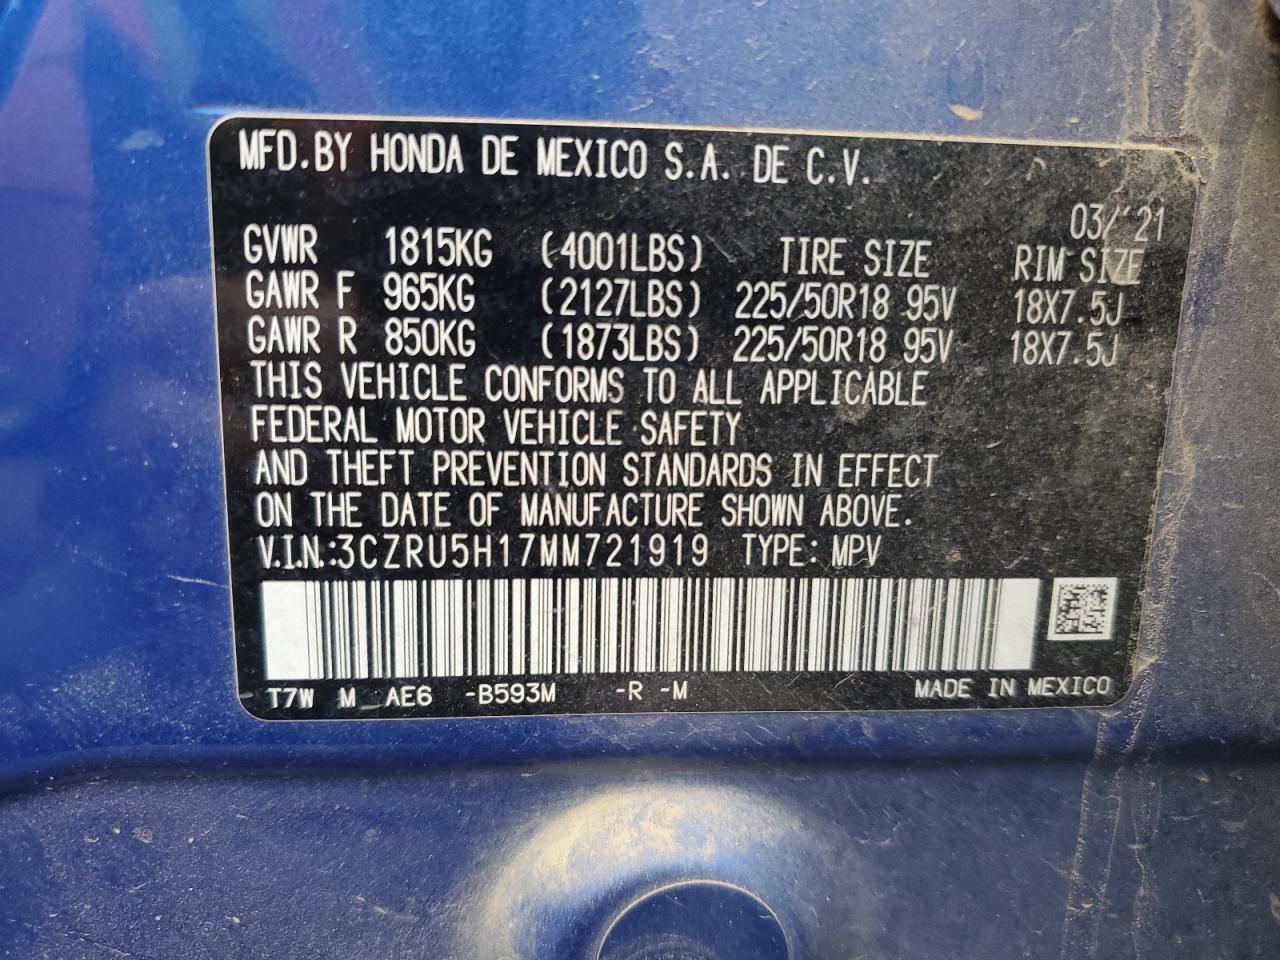 MFD.BY HONDA DE MEXICO S.A. DE C.V.
03/'21
GVWR 1815KG (4001LBS) TIRE SIZE RIM SIZE
GAWR F 965KG (2127LBS) 225/50R18 95V 18X7.5J
GAWR R 850KG (1873LBS) 225/50R18 95V 18X7.5J
THIS VEHICLE CONFORMS TO ALL APPLICABLE
FEDERAL MOTOR VEHICLE SAFETY
AND THEFT PREVENTION STANDARDS IN EFFECT
ON THE DATE OF MANUFACTURE SHOWN ABOVE.
V.I.N.:3CZRU5H17MM721919 TYPE:MPV
T7W M AE6 -B593M -R -M MADE IN MEXICO